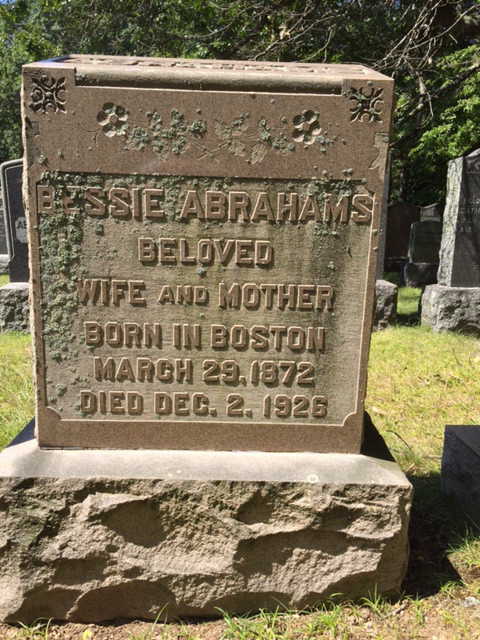 BESSIE ABRAHAMS
BELOVED
WIFE AND MOTHER
BORN IN BOSTON
MARCH 29, 1872
DIED DEC. 2, 1926